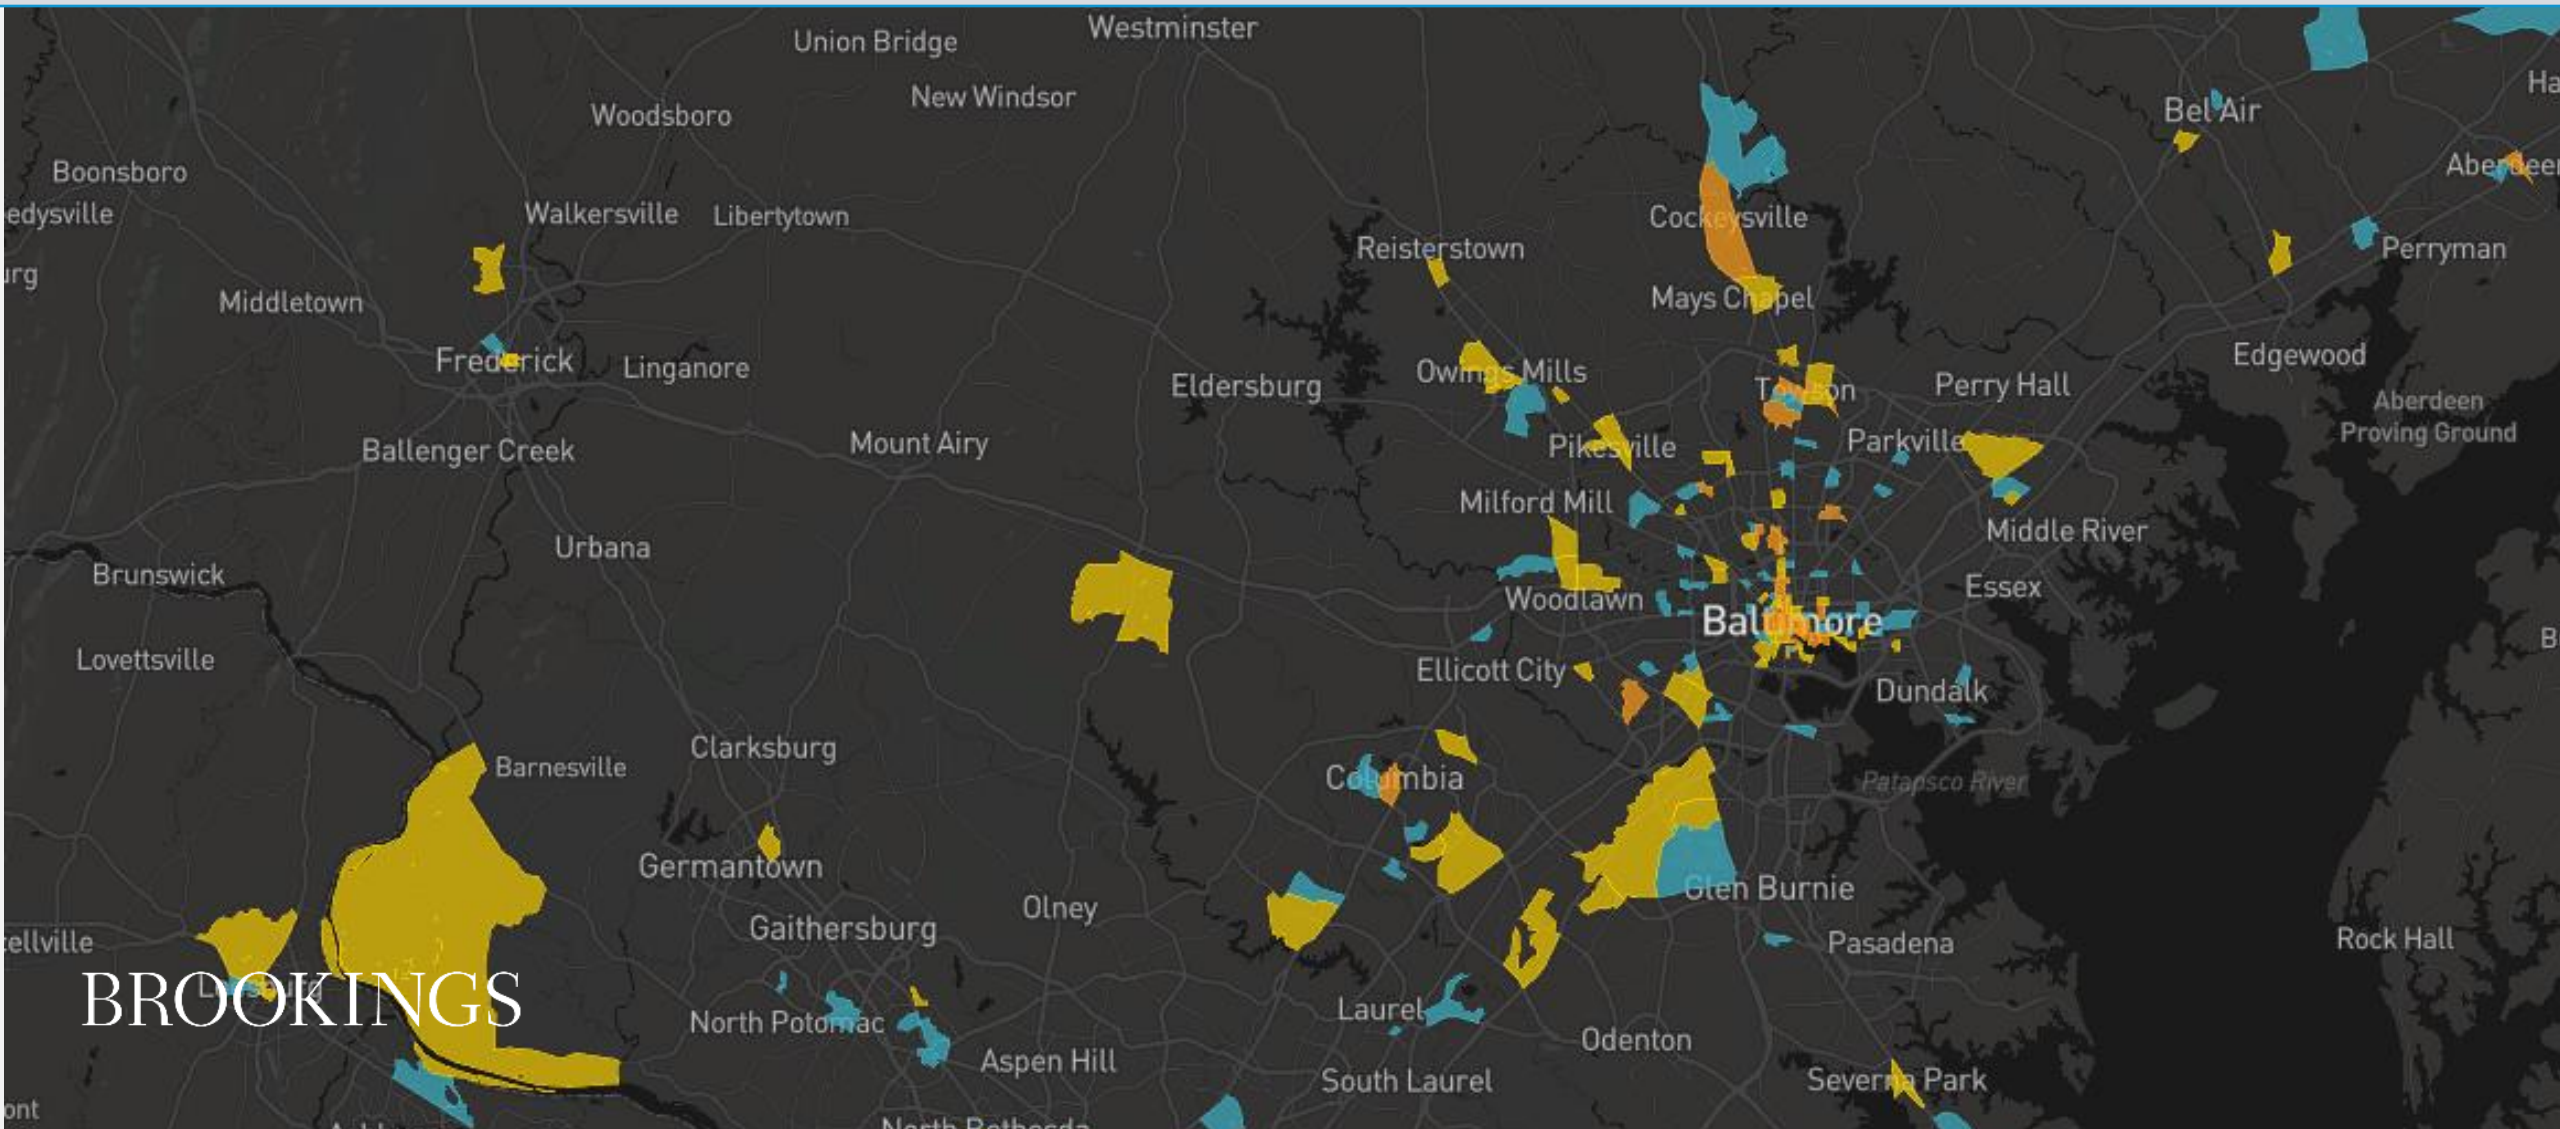 Westminster
Union Bridge
New Windsor
Woodsboro
Bel Air
Boonsboro
Walkersville
Libertytown
Cockeysville
Reisterstown
Perryman
Middletown
Mays Chapel
Frederick
Linganore
Owings Mills
Eldersburg
Towson
Perry Hall
Edgewood
Aberdeen
Proving Ground
Ballenger Creek
Mount Airy
Pikesville
Parkville
Milford Mill
Middle River
Urbana
Brunswick
Woodlawn
Essex
Baltimore
Lovettsville
Ellicott City
Dundalk
Barnesville
Clarksburg
Columbia
Patapsco River
Germantown
Glen Burnie
Olney
Gaithersburg
Pasadena
Rock Hall
BROOKINGS
North Potomac
Laurel
Odenton
Aspen Hill
South Laurel
Severna Park
North Bethesda